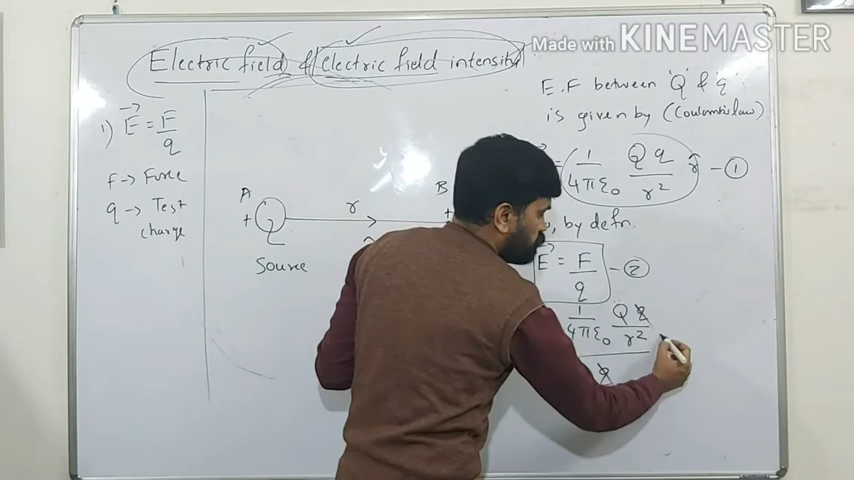 Made with KINEMASTER
Electric field & electric field intensity
E.F between 'Q' & 'q'
is given by (Coulomb's law)
1) E = F/q
F → Force
q → Test
charge
= 1/4πε₀ Qq/r² r̂ - ①
by defn.
E = F/q - ②
1/4πε₀ Qq/r²
q
A
+ Q
r
B
+
Source